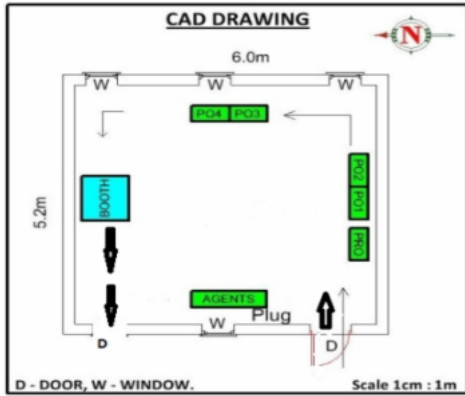 CAD DRAWING
N
6.0m
W W W
PO4 PO3
PO2
PO1
BOOTH
5.2m
PRO
AGENTS
Plug
W
D
D
D - DOOR, W - WINDOW.
Scale 1cm : 1m